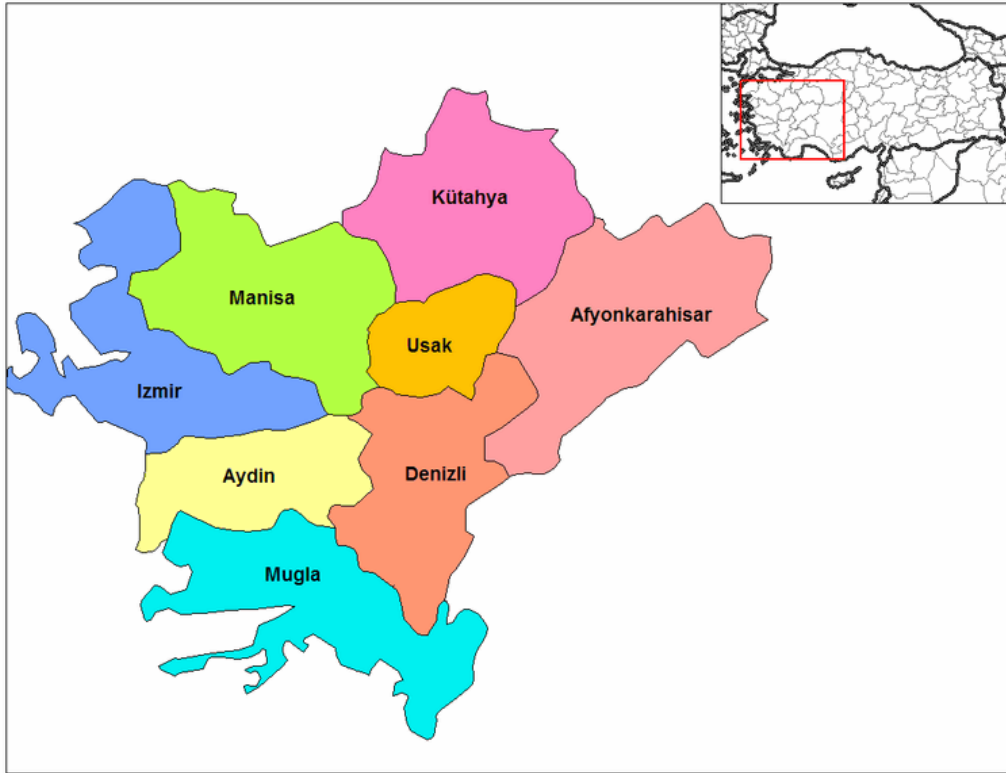 Kütahya
Manisa
Afyonkarahisar
Usak
Izmir
Aydin
Denizli
Mugla